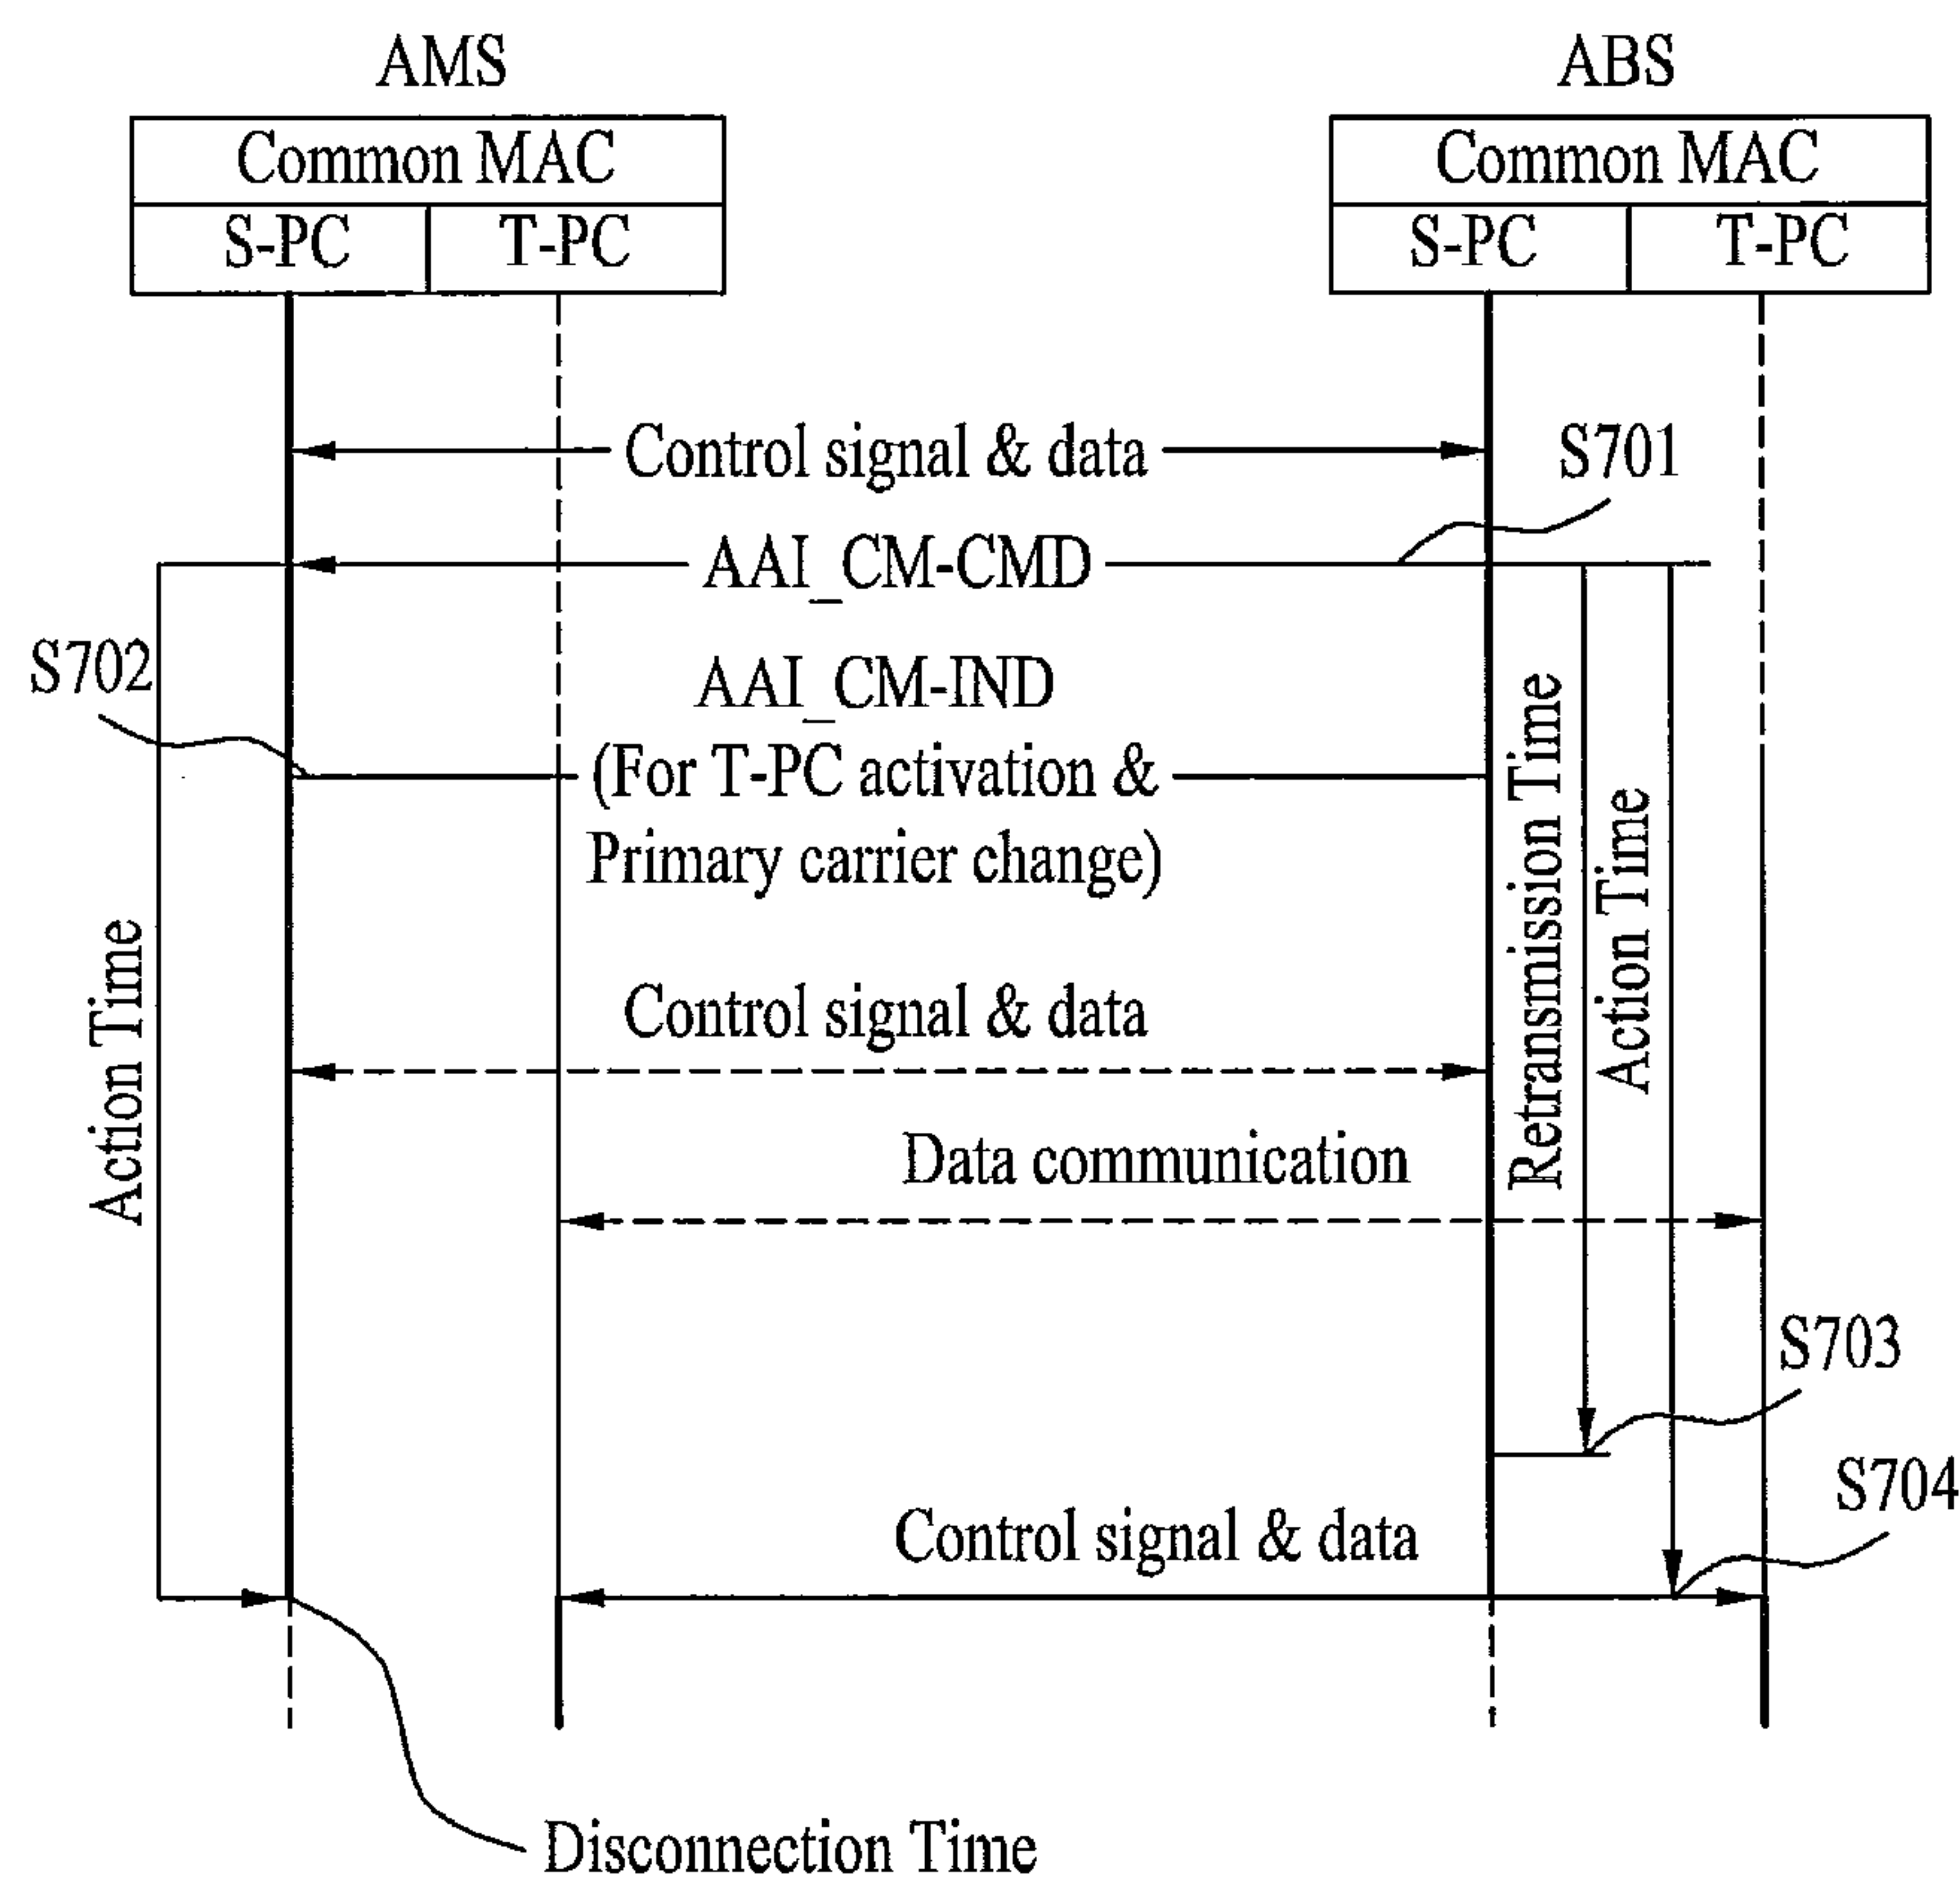 AMS
ABS
Common MAC
Common MAC
S-PC
T-PC
S-PC
T-PC
Control signal & data
S701
AAI_CM-CMD
S702
AAI_CM-IND
(For T-PC activation &
Primary carrier change)
Retransmission Time
Action Time
Action Time
Control signal & data
Data communication
S703
S704
Control signal & data
Disconnection Time